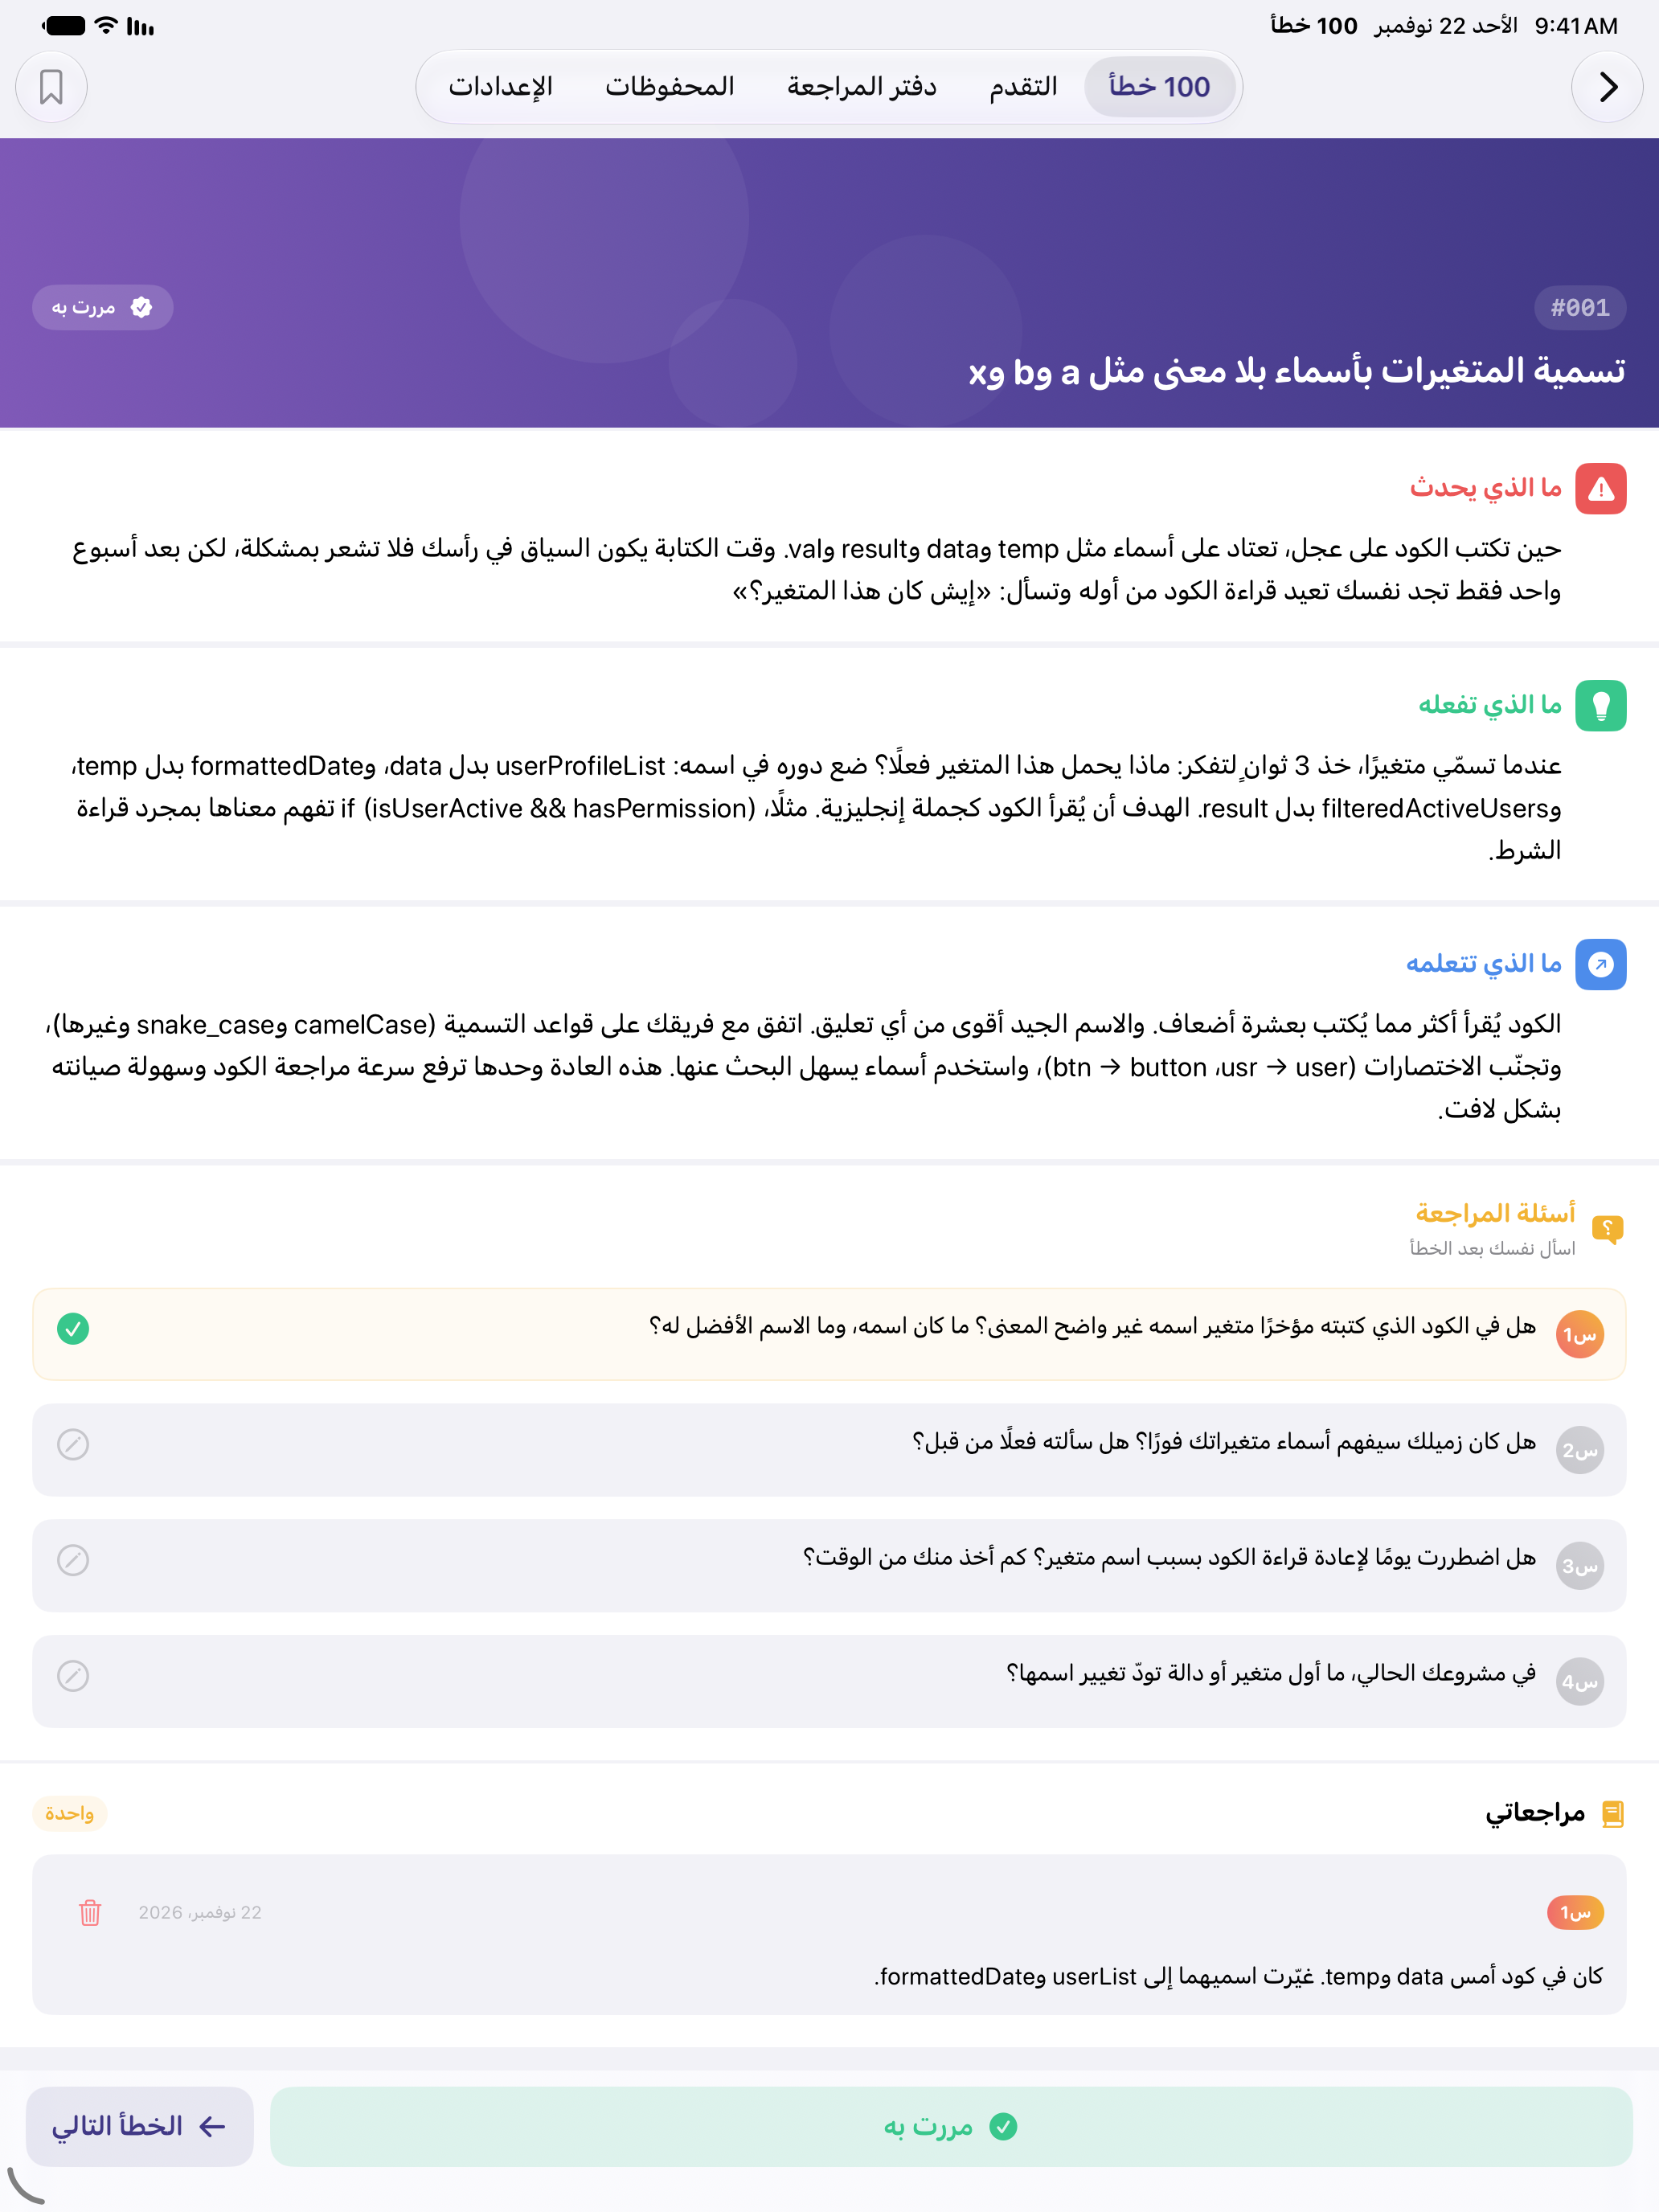 9:41 AM الأحد 22 نوفمبر 100 خطأ
100 خطأ
التقدم
دفتر المراجعة
المحفوظات
الإعدادات
#001
مررت به
تسمية المتغيرات بأسماء بلا معنى مثل a وb وx
ما الذي يحدث
حين تكتب الكود على عجل، تعتاد على أسماء مثل temp وdata وresult وval. وقت الكتابة يكون السياق في رأسك فلا تشعر بمشكلة، لكن بعد أسبوع
واحد فقط تجد نفسك تعيد قراءة الكود من أوله وتسأل: «إيش كان هذا المتغير؟»
ما الذي تفعله
عندما تسمّي متغيرًا، خذ 3 ثوانٍ لتفكر: ماذا يحمل هذا المتغير فعلًا؟ ضع دوره في اسمه: userProfileList بدل data، وformattedDate بدل temp،
وfilteredActiveUsers بدل result. الهدف أن يُقرأ الكود كجملة إنجليزية. مثلًا، if (isUserActive && hasPermission) تفهم معناها بمجرد قراءة
الشرط.
ما الذي تتعلمه
الكود يُقرأ أكثر مما يُكتب بعشرة أضعاف. والاسم الجيد أقوى من أي تعليق. اتفق مع فريقك على قواعد التسمية (camelCase وsnake_case وغيرها)،
وتجنّب الاختصارات (btn → button ،usr → user)، واستخدم أسماء يسهل البحث عنها. هذه العادة وحدها ترفع سرعة مراجعة الكود وسهولة صيانته
بشكل لافت.
أسئلة المراجعة
اسأل نفسك بعد الخطأ
س1
هل في الكود الذي كتبته مؤخرًا متغير اسمه غير واضح المعنى؟ ما كان اسمه، وما الاسم الأفضل له؟
س2
هل كان زميلك سيفهم أسماء متغيراتك فورًا؟ هل سألته فعلًا من قبل؟
س3
هل اضطررت يومًا لإعادة قراءة الكود بسبب اسم متغير؟ كم أخذ منك من الوقت؟
س4
في مشروعك الحالي، ما أول متغير أو دالة تودّ تغيير اسمها؟
مراجعاتي
واحدة
س1
22 نوفمبر، 2026
كان في كود أمس data وtemp. غيّرت اسميهما إلى userList وformattedDate.
مررت به
الخطأ التالي